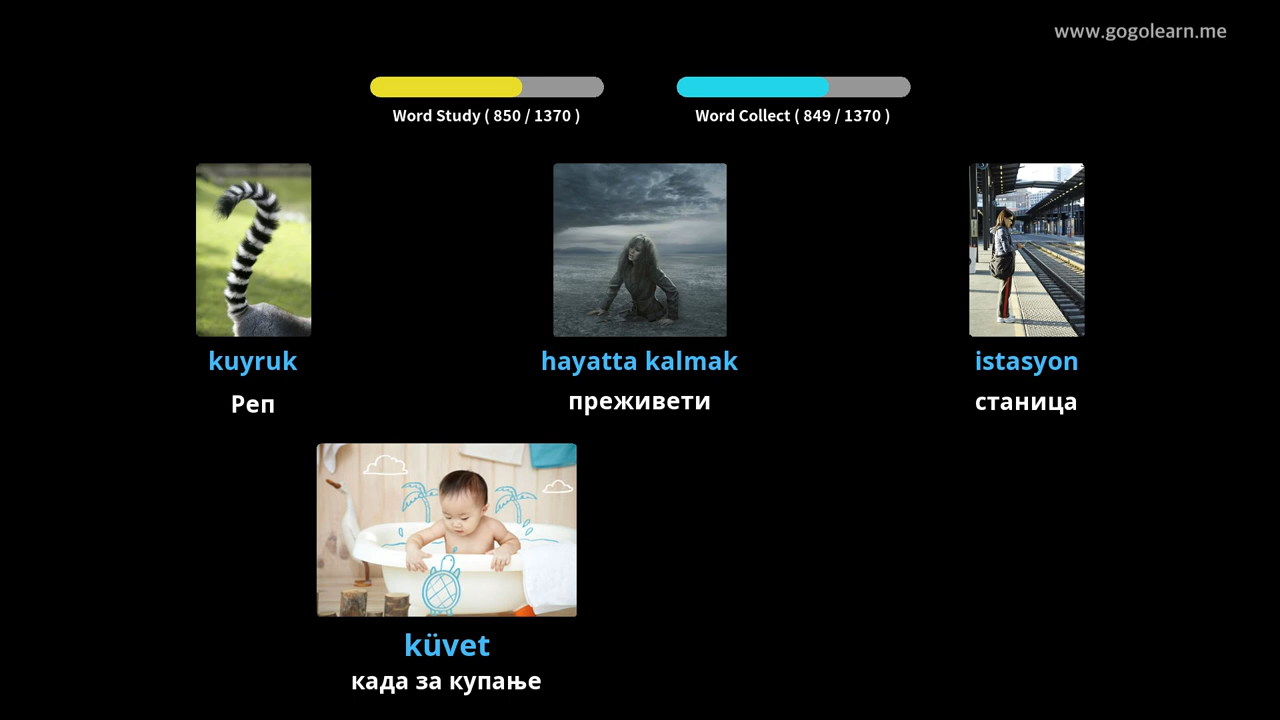 www.gogolearn.me
Word Study ( 850 / 1370 )
Word Collect ( 849 / 1370 )
kuyruk
hayatta kalmak
istasyon
Реп
преживети
станица
küvet
када за купање